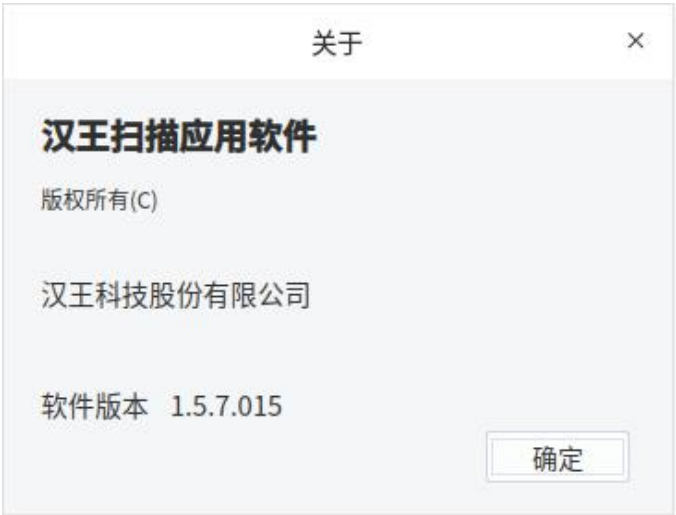 关于
汉王扫描应用软件
版权所有(C)
汉王科技股份有限公司
软件版本 1.5.7.015
确定